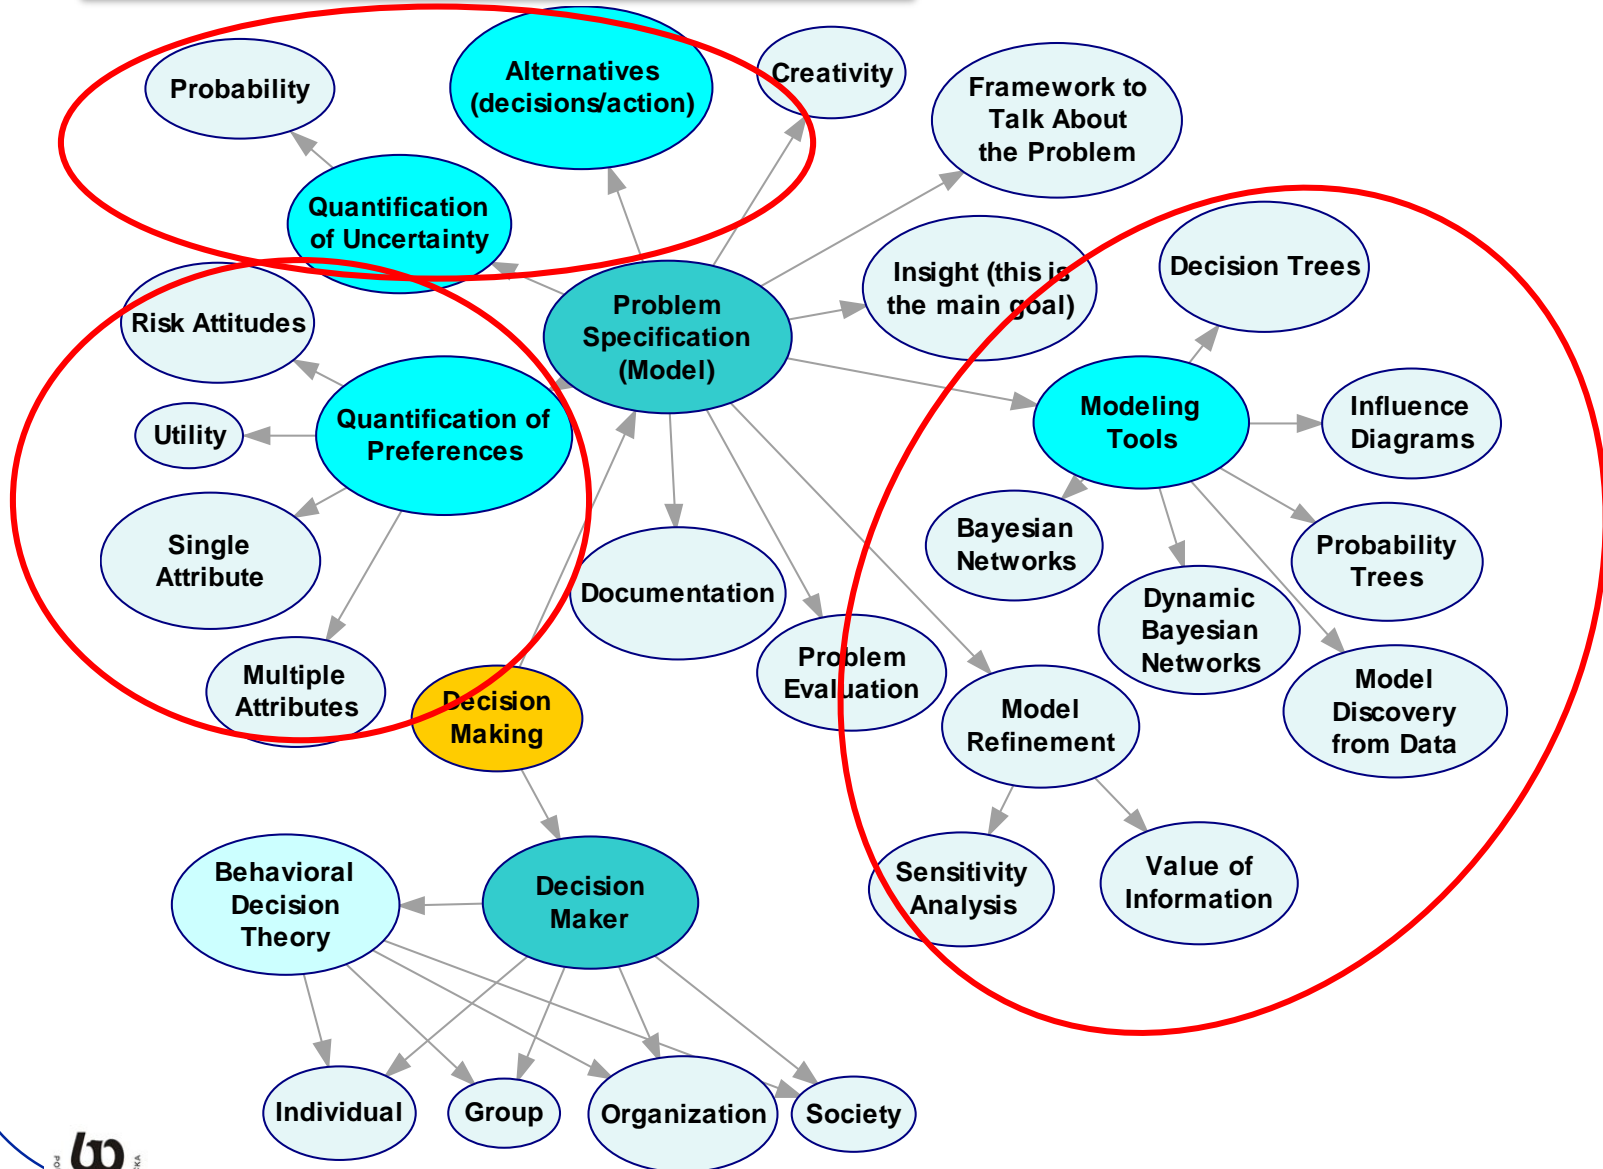 Probability
Alternatives
(decisions/action)
Creativity
Framework to
Talk About
the Problem
Quantification
of Uncertainty
Risk Attitudes
Problem
Specification
(Model)
Insight (this is
the main goal)
Decision Trees
Quantification of
Preferences
Utility
Modeling
Tools
Influence
Diagrams
Single
Attribute
Bayesian
Networks
Probability
Trees
Documentation
Dynamic
Bayesian
Networks
Multiple
Attributes
Decision
Making
Problem
Evaluation
Model
Refinement
Model
Discovery
from Data
Behavioral
Decision
Theory
Decision
Maker
Sensitivity
Analysis
Value of
Information
Individual
Group
Organization
Society